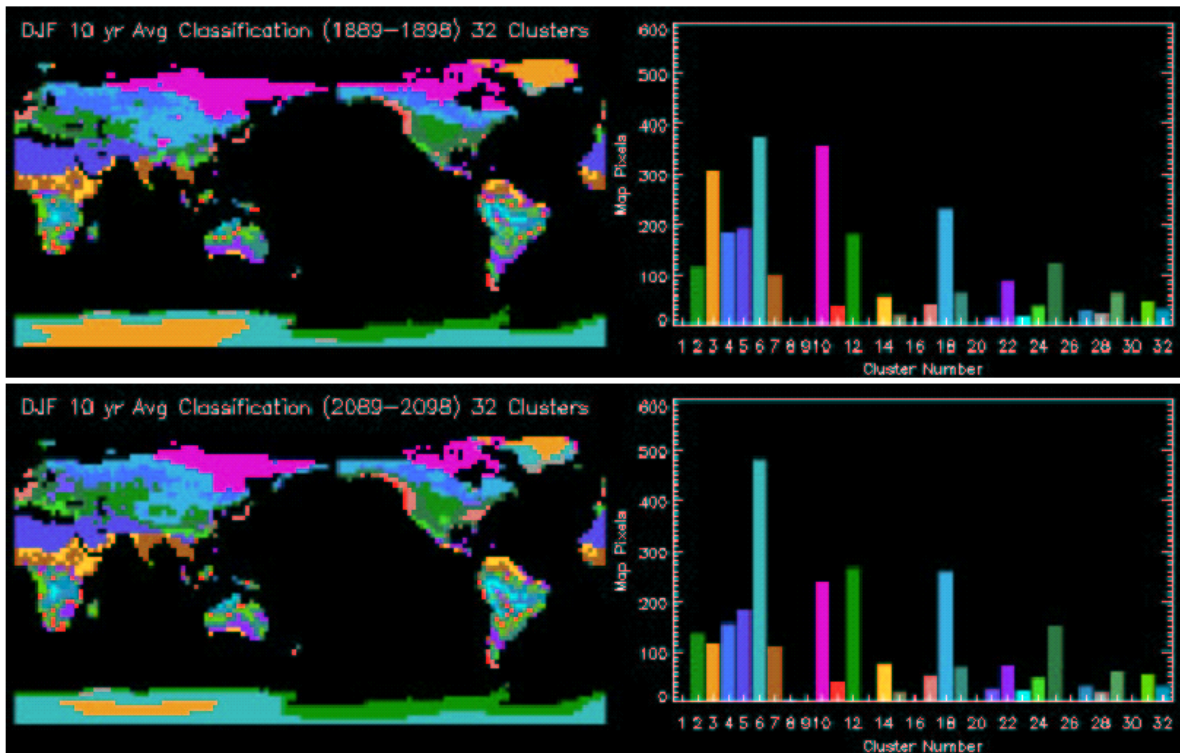 DJF 10 yr Avg Classification (1889–1898) 32 Clusters
600
500
400
300
200
100
0
Map Pixels
1 2 3 4 5 6 7 8 9 10 12 14 16 18 20 22 24 26 28 30 32
Cluster Number
DJF 10 yr Avg Classification (2089–2098) 32 Clusters
600
500
400
300
200
100
0
Map Pixels
1 2 3 4 5 6 7 8 9 10 12 14 16 18 20 22 24 26 28 30 32
Cluster Number